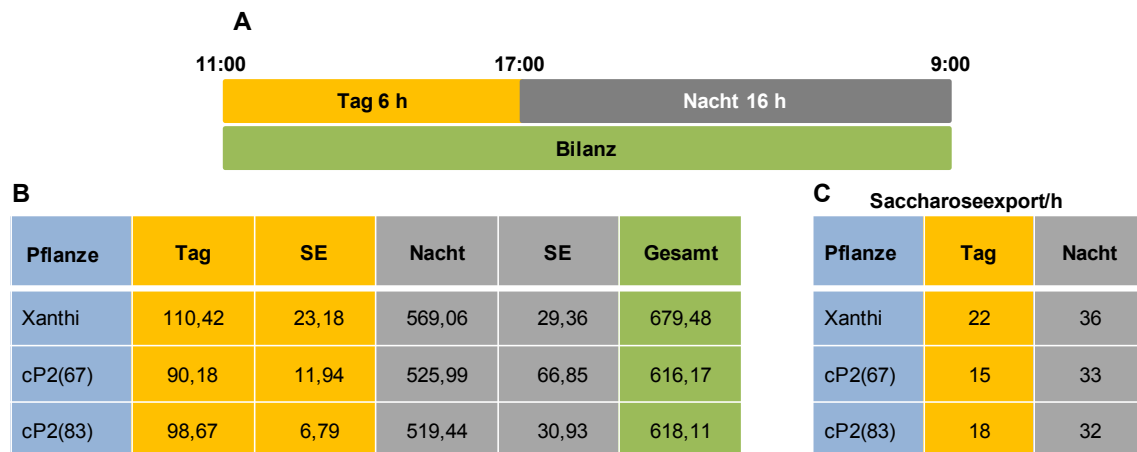 A
11:00 17:00 9:00
Tag 6 h Nacht 16 h
Bilanz
B
Pflanze Tag SE Nacht SE Gesamt
Xanthi 110,42 23,18 569,06 29,36 679,48
cP2(67) 90,18 11,94 525,99 66,85 616,17
cP2(83) 98,67 6,79 519,44 30,93 618,11
C Saccharoseexport/h
Pflanze Tag Nacht
Xanthi 22 36
cP2(67) 15 33
cP2(83) 18 32